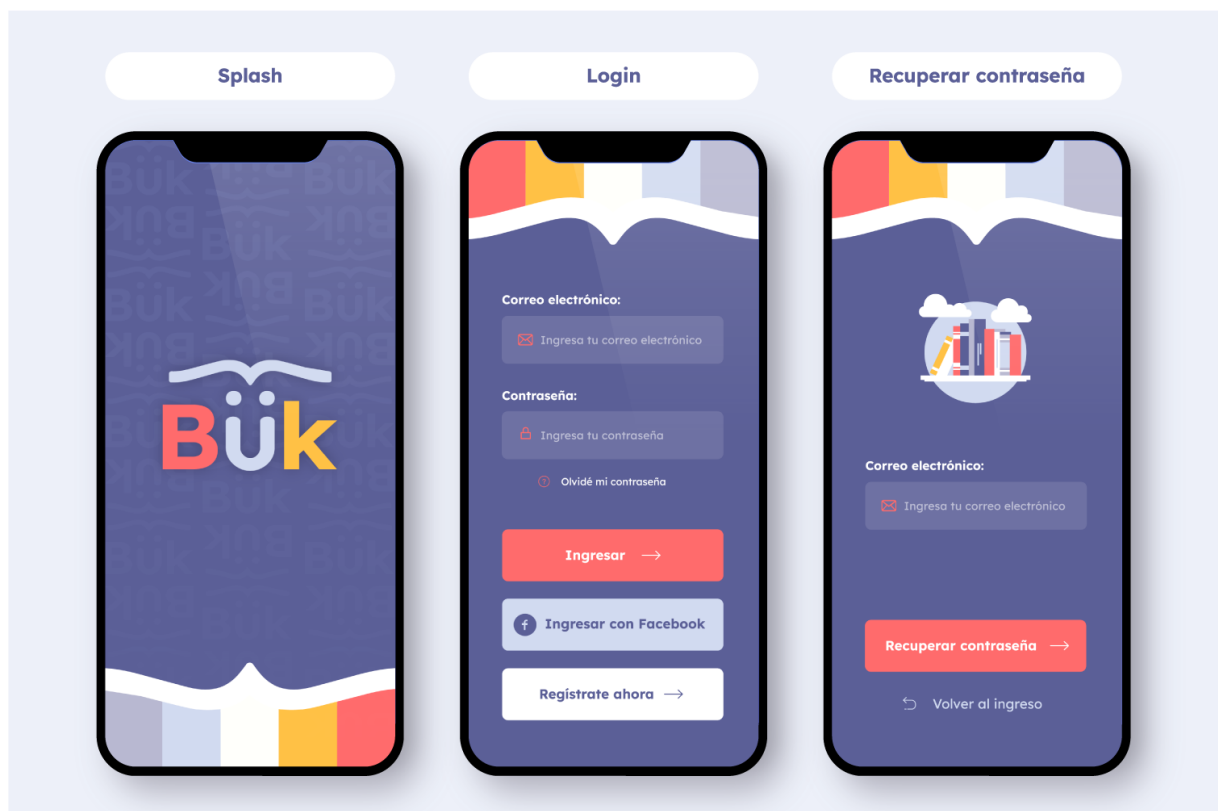 Splash
Bük
Login
Correo electrónico:
Ingresa tu correo electrónico
Contraseña:
Ingresa tu contraseña
Olvidé mi contraseña
Ingresar
Ingresar con Facebook
Regístrate ahora
Recuperar contraseña
Correo electrónico:
Ingresa tu correo electrónico
Recuperar contraseña
Volver al ingreso